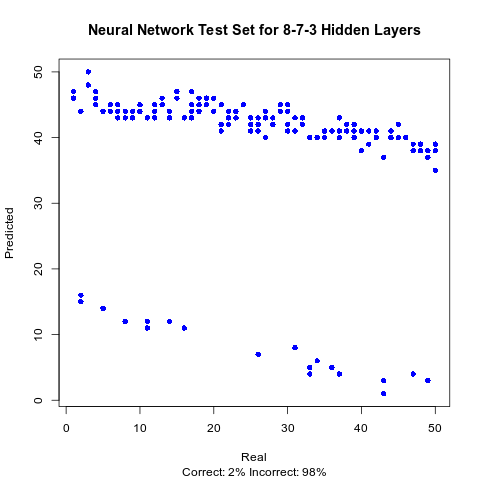 Neural Network Test Set for 8-7-3 Hidden Layers
50
40
30
20
10
0
Predicted
0 10 20 30 40 50
Real
Correct: 2% Incorrect: 98%